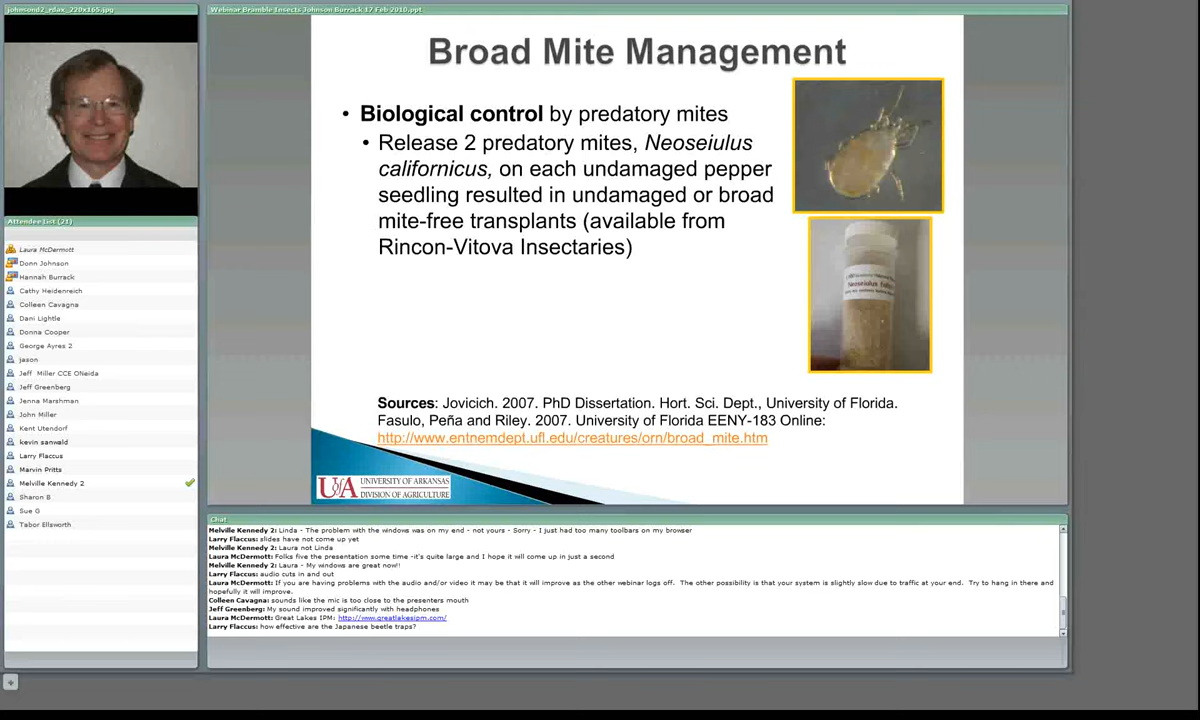 johnsond2_rdax_220x165.jpg
Webinar Bramble Insects Johnson Burrack 17 Feb 2010.ppt
Broad Mite Management
• Biological control by predatory mites
• Release 2 predatory mites, Neoseiulus
californicus, on each undamaged pepper
seedling resulted in undamaged or broad
mite-free transplants (available from
Rincon-Vitova Insectaries)
Neoseiulus
Sources: Jovicich. 2007. PhD Dissertation. Hort. Sci. Dept., University of Florida.
Fasulo, Peña and Riley. 2007. University of Florida EENY-183 Online:
http://www.entnemdept.ufl.edu/creatures/orn/broad_mite.htm
UofA UNIVERSITY OF ARKANSAS
DIVISION OF AGRICULTURE
Attendee List (21)
Laura McDermott
Donn Johnson
Hannah Burrack
Cathy Heidenreich
Colleen Cavagna
Dani Lightle
Donna Cooper
George Ayres 2
jason
Jeff Miller CCE ONeida
Jeff Greenberg
Jenna Marshman
John Miller
Kent Utendorf
kevin sanwald
Larry Flaccus
Marvin Pritts
Melville Kennedy 2
Sharon B
Sue G
Tabor Ellsworth
Chat
Melville Kennedy 2: Linda - The problem with the windows was on my end - not yours - Sorry - I just had too many toolbars on my browser
Larry Flaccus: slides have not come up yet
Melville Kennedy 2: Laura not Linda
Laura McDermott: Folks five the presentation some time -it's quite large and I hope it will come up in just a second
Melville Kennedy 2: Laura - My windows are great now!!
Larry Flaccus: audio cuts in and out
Laura McDermott: If you are having problems with the audio and/or video it may be that it will improve as the other webinar logs off. The other possibility is that your system is slightly slow due to traffic at your end. Try to hang in there and
hopefully it will improve.
Colleen Cavagna: sounds like the mic is too close to the presenters mouth
Jeff Greenberg: My sound improved significantly with headphones
Laura McDermott: Great Lakes IPM: http://www.greatlakesipm.com/
Larry Flaccus: how effective are the Japanese beetle traps?